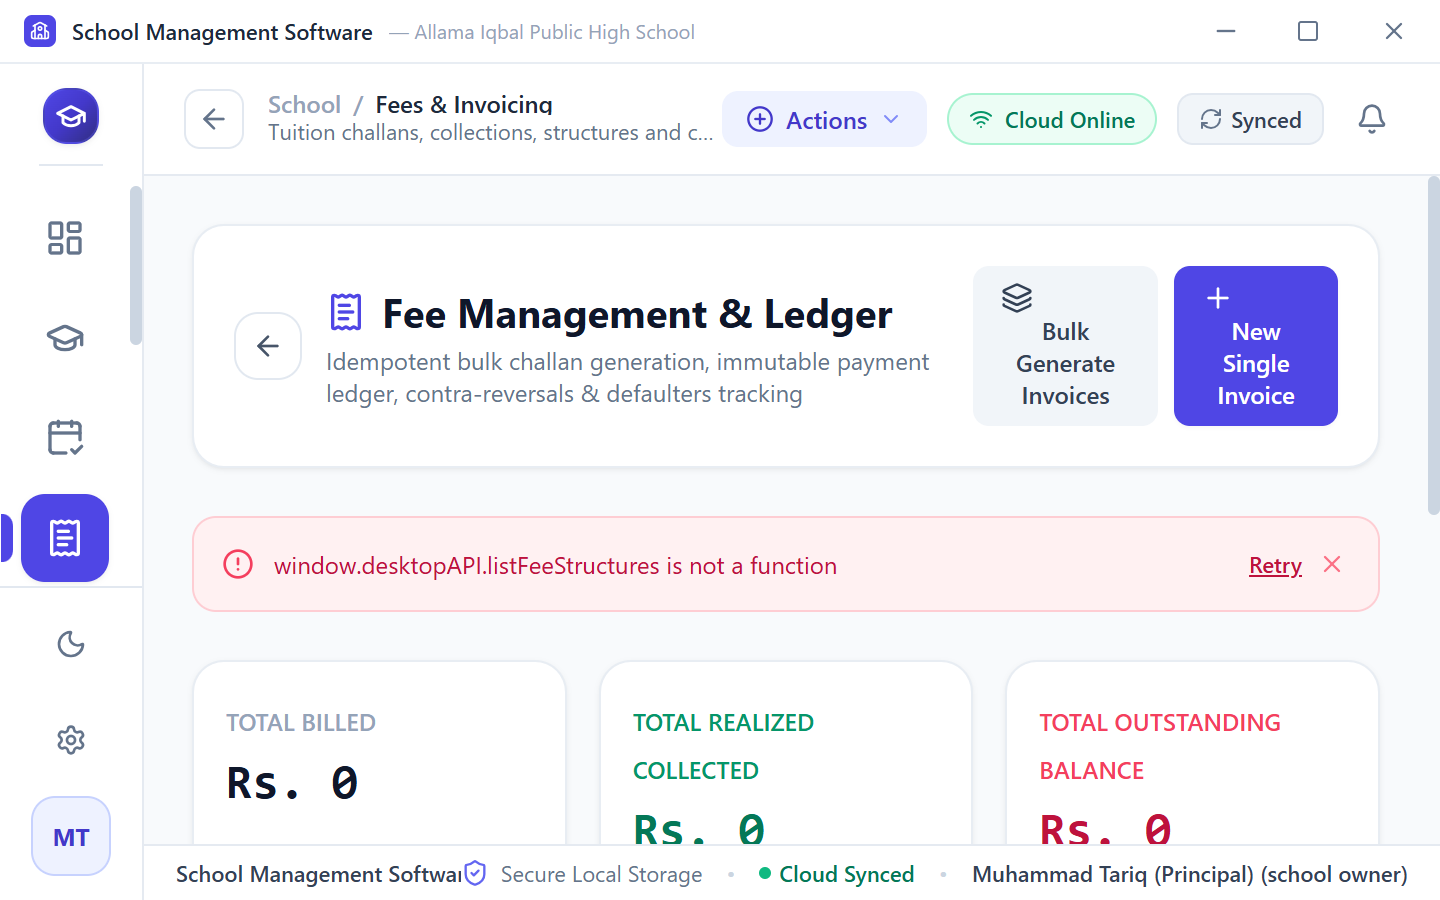 School Management Software — Allama Iqbal Public High School
School / Fees & Invoicing
Tuition challans, collections, structures and c...
Actions
Cloud Online
Synced
Fee Management & Ledger
Idempotent bulk challan generation, immutable payment
ledger, contra-reversals & defaulters tracking
Bulk
Generate
Invoices
New
Single
Invoice
window.desktopAPI.listFeeStructures is not a function
Retry
TOTAL BILLED
Rs. 0
TOTAL REALIZED
COLLECTED
Rs. 0
TOTAL OUTSTANDING
BALANCE
Rs. 0
MT
School Management Softwar
Secure Local Storage
• Cloud Synced
• Muhammad Tariq (Principal) (school owner)